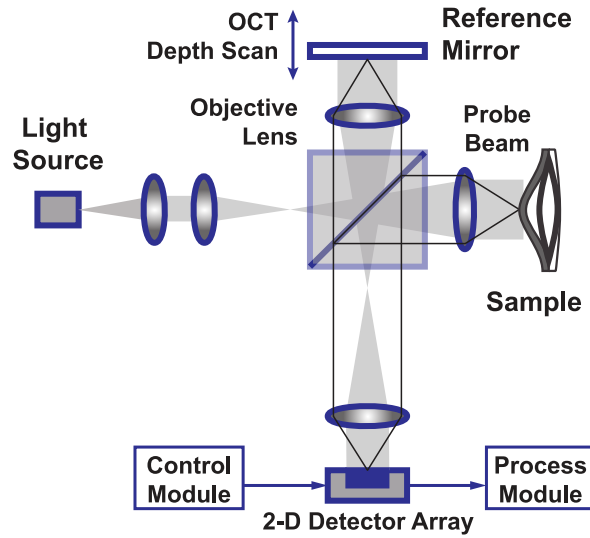 OCT
Depth Scan
Reference
Mirror
Objective
Lens
Probe
Beam
Light
Source
Sample
Control
Module
Process
Module
2-D Detector Array